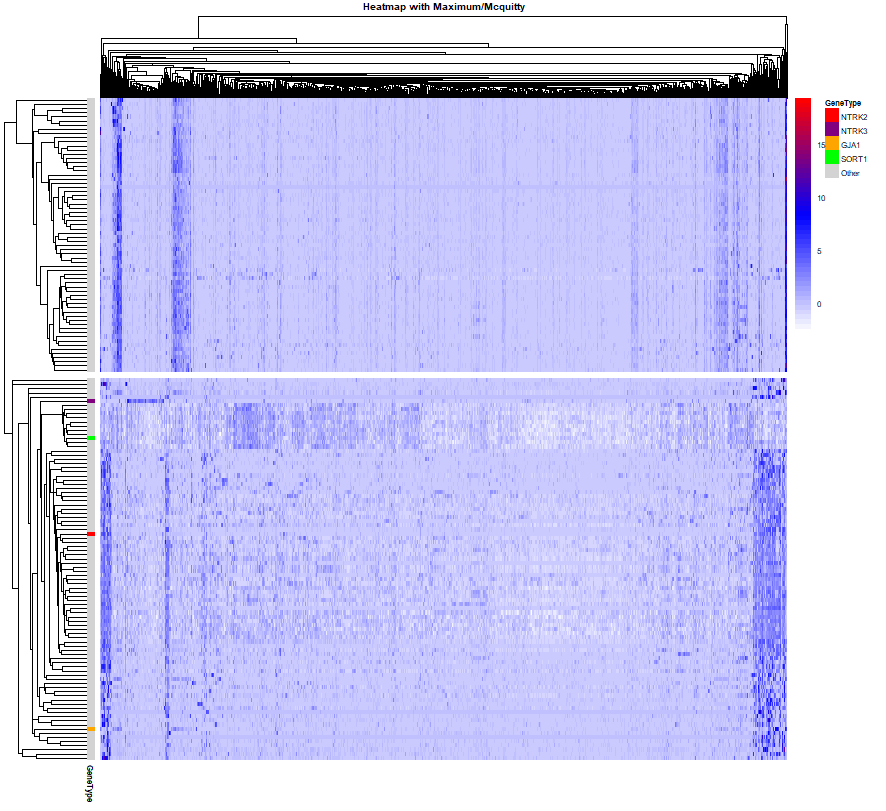 Heatmap with Maximum/Mcquitty
GeneType
NTRK2
NTRK3
GJA1
SORT1
Other
15
10
5
0
GeneType